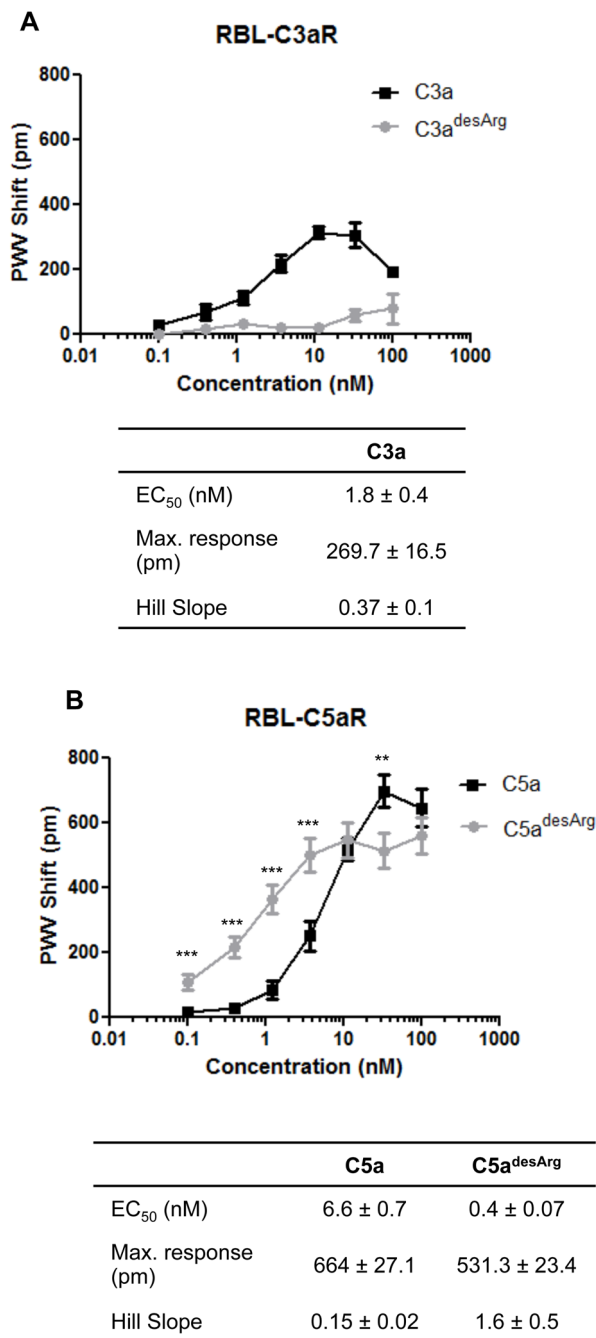 A
RBL-C3aR
C3a
C3a^desArg
PWV Shift (pm)
800
600
400
200
0
0.01 0.1 1 10 100 1000
Concentration (nM)
C3a
EC₅₀ (nM) 1.8 ± 0.4
Max. response
(pm) 269.7 ± 16.5
Hill Slope 0.37 ± 0.1
B
RBL-C5aR
C5a
C5a^desArg
PWV Shift (pm)
800
600
400
200
0
*** *** *** *** **
0.01 0.1 1 10 100 1000
Concentration (nM)
C5a C5a^desArg
EC₅₀ (nM) 6.6 ± 0.7 0.4 ± 0.07
Max. response
(pm) 664 ± 27.1 531.3 ± 23.4
Hill Slope 0.15 ± 0.02 1.6 ± 0.5